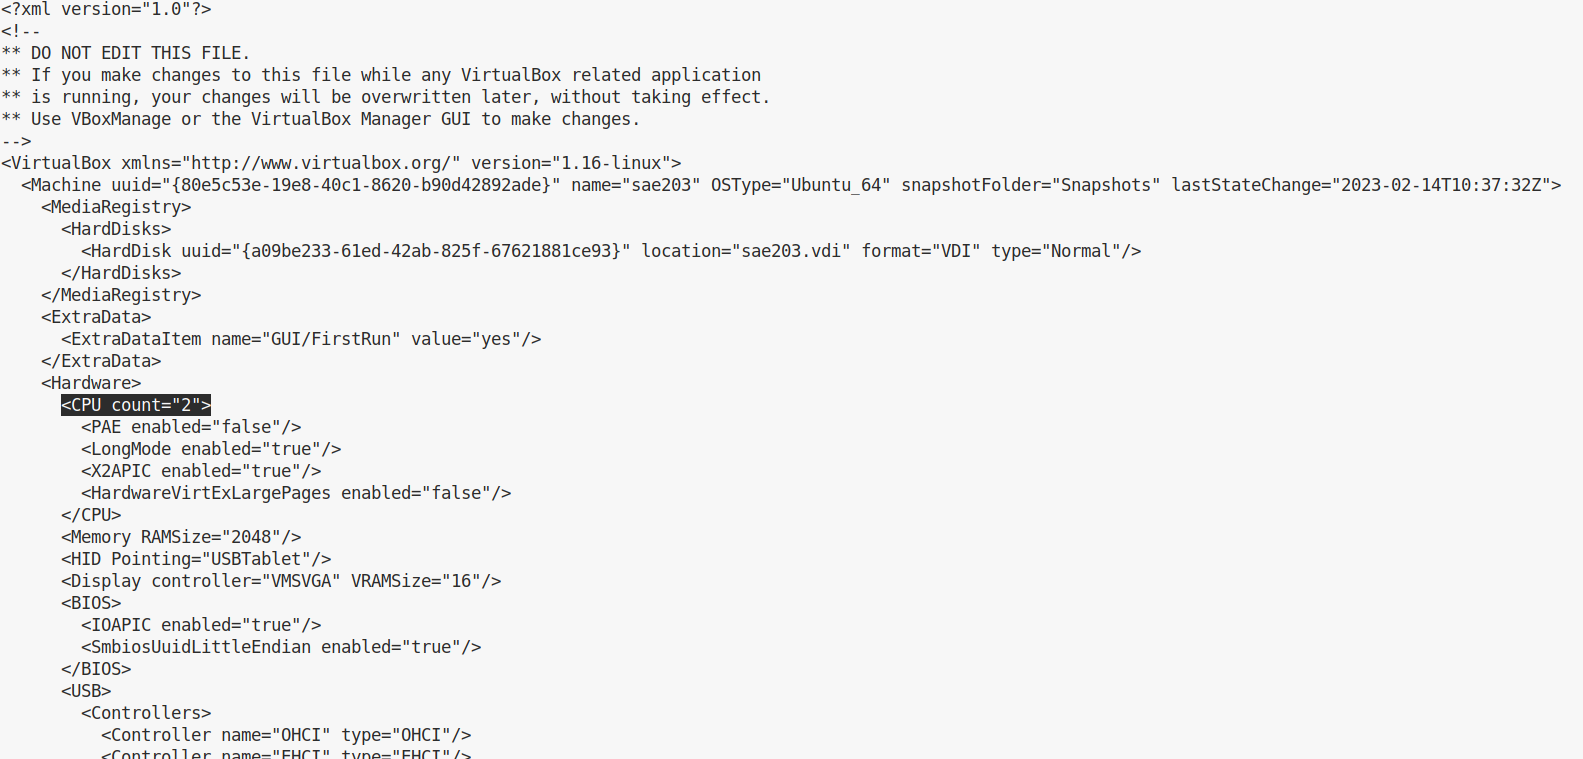 <?xml version="1.0"?>
<!--
** DO NOT EDIT THIS FILE.
** If you make changes to this file while any VirtualBox related application
** is running, your changes will be overwritten later, without taking effect.
** Use VBoxManage or the VirtualBox Manager GUI to make changes.
-->
<VirtualBox xmlns="http://www.virtualbox.org/" version="1.16-linux">
  <Machine uuid="{80e5c53e-19e8-40c1-8620-b90d42892ade}" name="sae203" OSType="Ubuntu_64" snapshotFolder="Snapshots" lastStateChange="2023-02-14T10:37:32Z">
    <MediaRegistry>
      <HardDisks>
        <HardDisk uuid="{a09be233-61ed-42ab-825f-67621881ce93}" location="sae203.vdi" format="VDI" type="Normal"/>
      </HardDisks>
    </MediaRegistry>
    <ExtraData>
      <ExtraDataItem name="GUI/FirstRun" value="yes"/>
    </ExtraData>
    <Hardware>
      <CPU count="2">
        <PAE enabled="false"/>
        <LongMode enabled="true"/>
        <X2APIC enabled="true"/>
        <HardwareVirtExLargePages enabled="false"/>
      </CPU>
      <Memory RAMSize="2048"/>
      <HID Pointing="USBTablet"/>
      <Display controller="VMSVGA" VRAMSize="16"/>
      <BIOS>
        <IOAPIC enabled="true"/>
        <SmbiosUuidLittleEndian enabled="true"/>
      </BIOS>
      <USB>
        <Controllers>
          <Controller name="OHCI" type="OHCI"/>
          <Controller name="EHCI" type="EHCI"/>